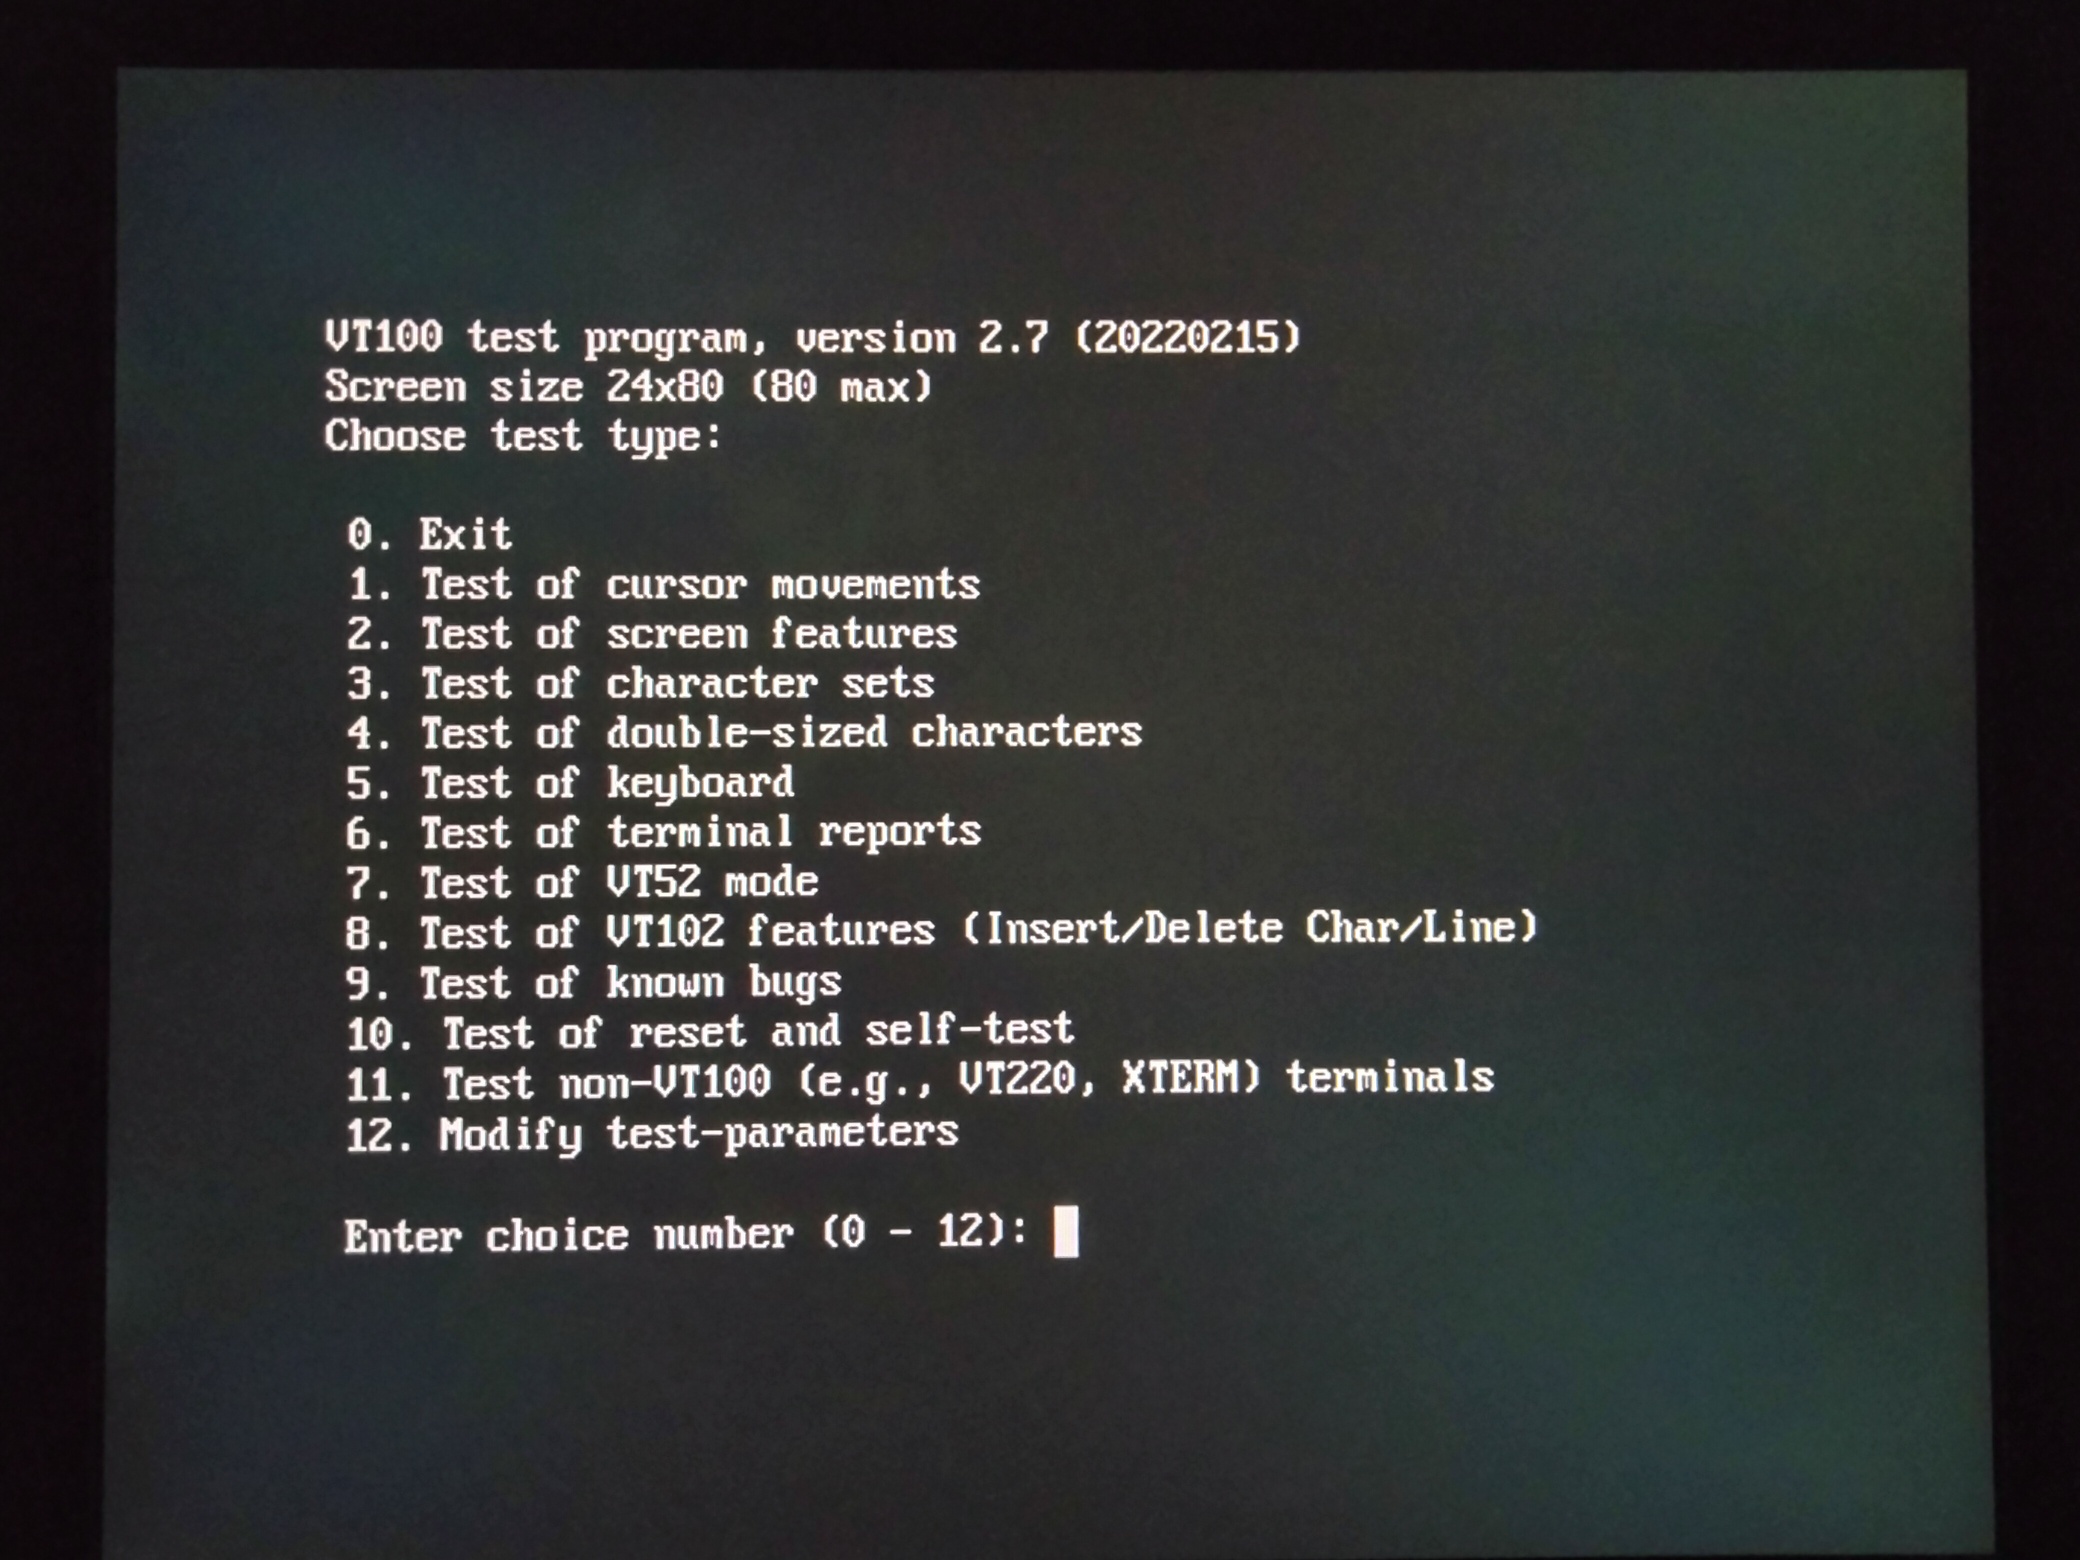 VT100 test program, version 2.7 (20220215)
Screen size 24x80 (80 max)
Choose test type:
0. Exit
1. Test of cursor movements
2. Test of screen features
3. Test of character sets
4. Test of double-sized characters
5. Test of keyboard
6. Test of terminal reports
7. Test of VT52 mode
8. Test of VT102 features (Insert/Delete Char/Line)
9. Test of known bugs
10. Test of reset and self-test
11. Test non-VT100 (e.g., VT220, XTERM) terminals
12. Modify test-parameters
Enter choice number (0 - 12):